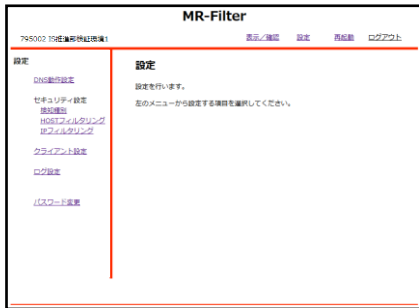 MR-Filter
795002 IS推進部検証環境1
表示／確認 設定 再起動 ログアウト
設定
DNS動作設定
セキュリティ設定
検知種別
HOSTフィルタリング
IPフィルタリング
クライアント設定
ログ設定
パスワード変更
設定
設定を行います。
左のメニューから設定する項目を選択してください。